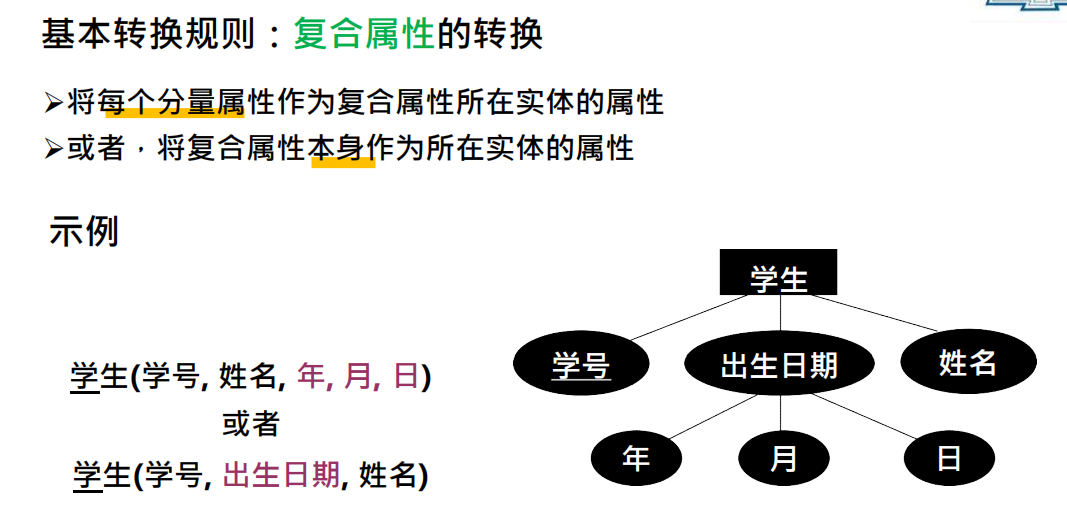 基本转换规则：复合属性的转换
➢将每个分量属性作为复合属性所在实体的属性
➢或者，将复合属性本身作为所在实体的属性
示例
学生
学号
出生日期
姓名
学生(学号, 姓名, 年, 月, 日)
或者
年
月
日
学生(学号, 出生日期, 姓名)